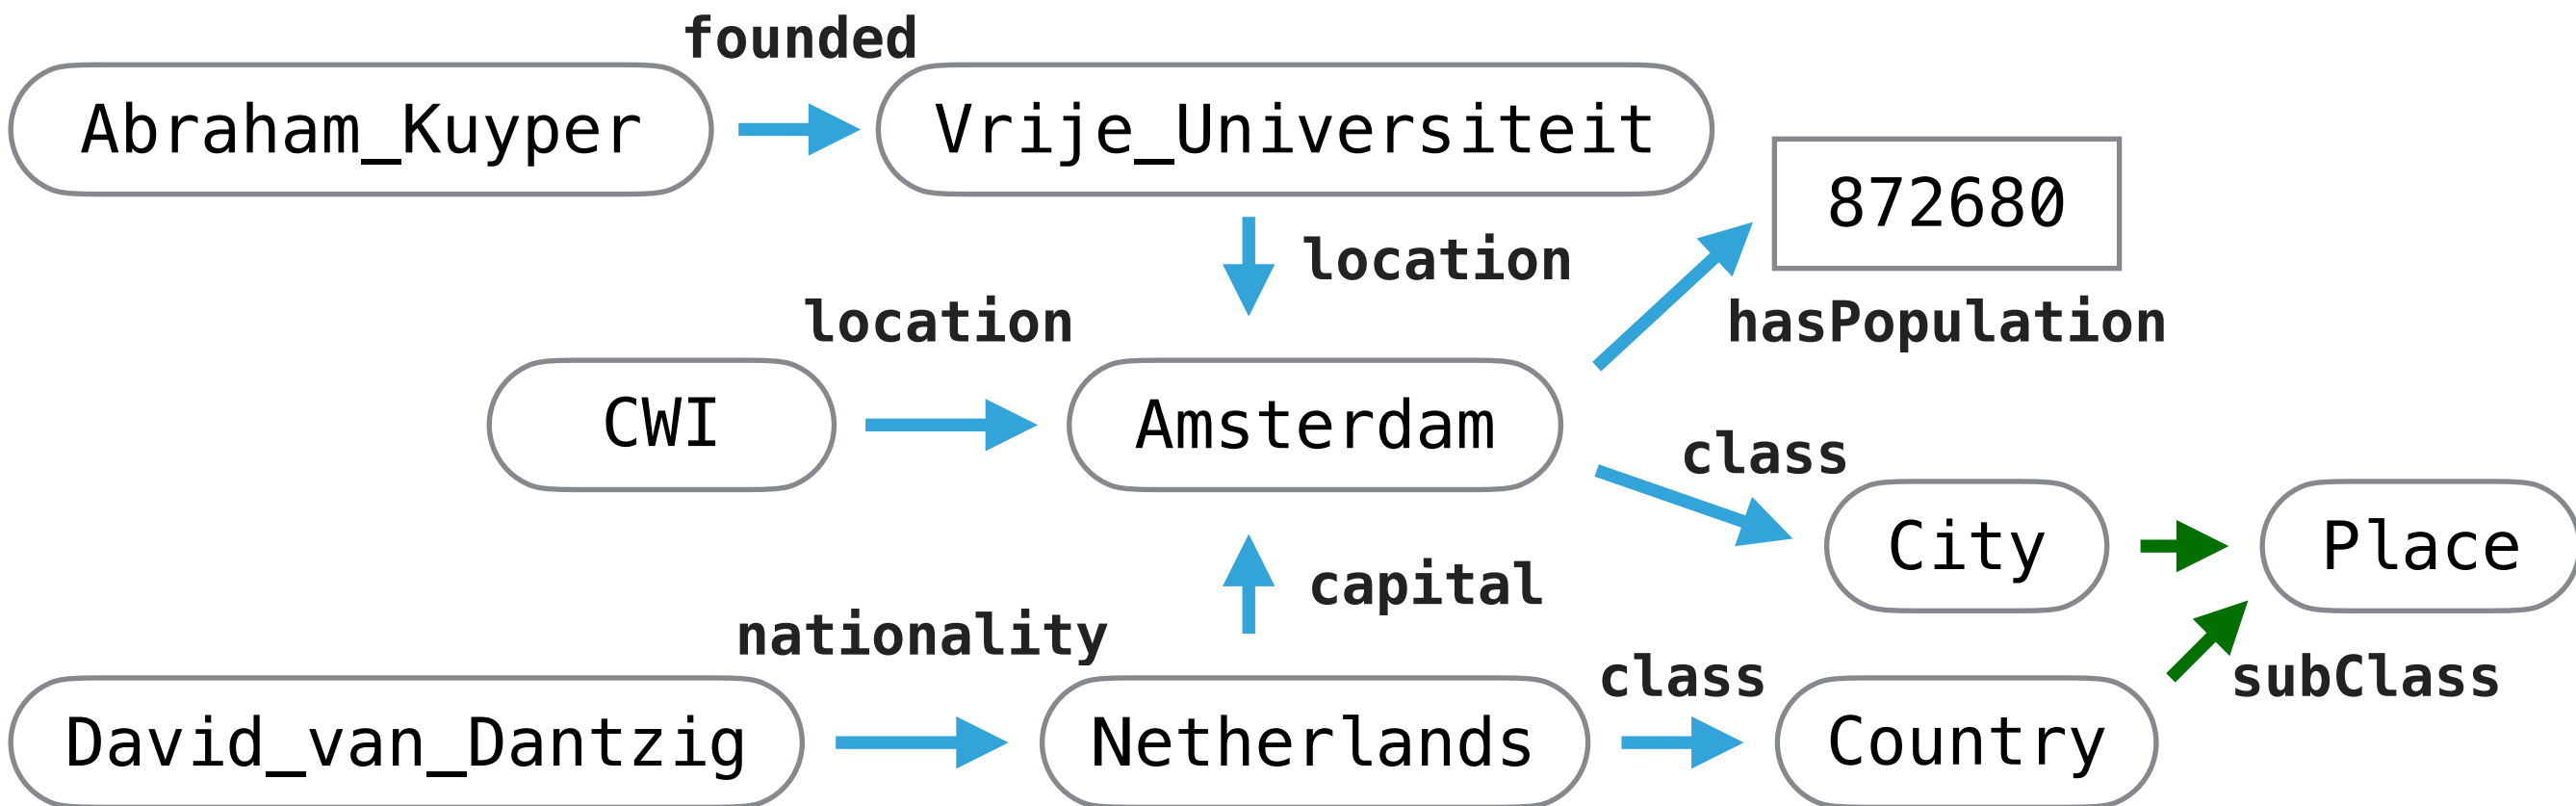 founded
Abraham_Kuyper
Vrije_Universiteit
872680
location
location
hasPopulation
CWI
Amsterdam
class
City
Place
capital
nationality
class
subClass
David_van_Dantzig
Netherlands
Country